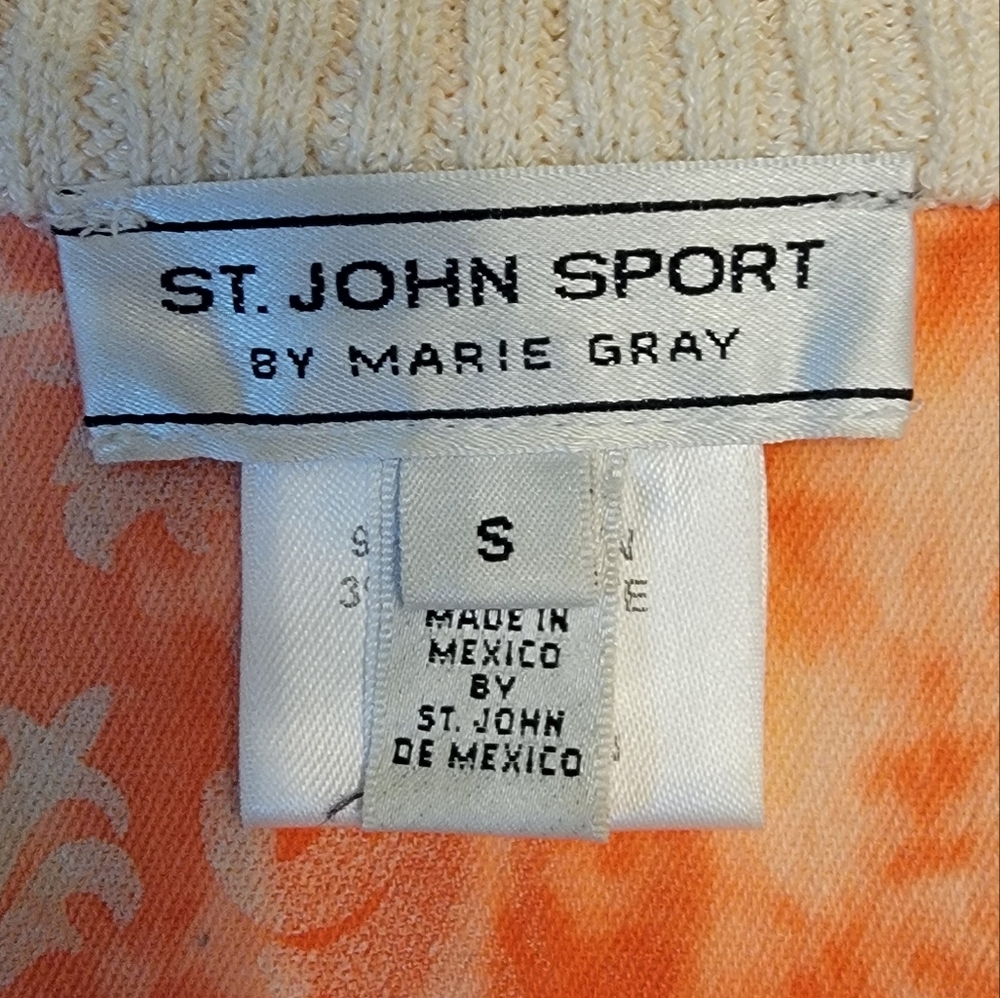 ST. JOHN SPORT
BY MARIE GRAY
S
MADE IN
MEXICO
BY
ST. JOHN
DE MEXICO